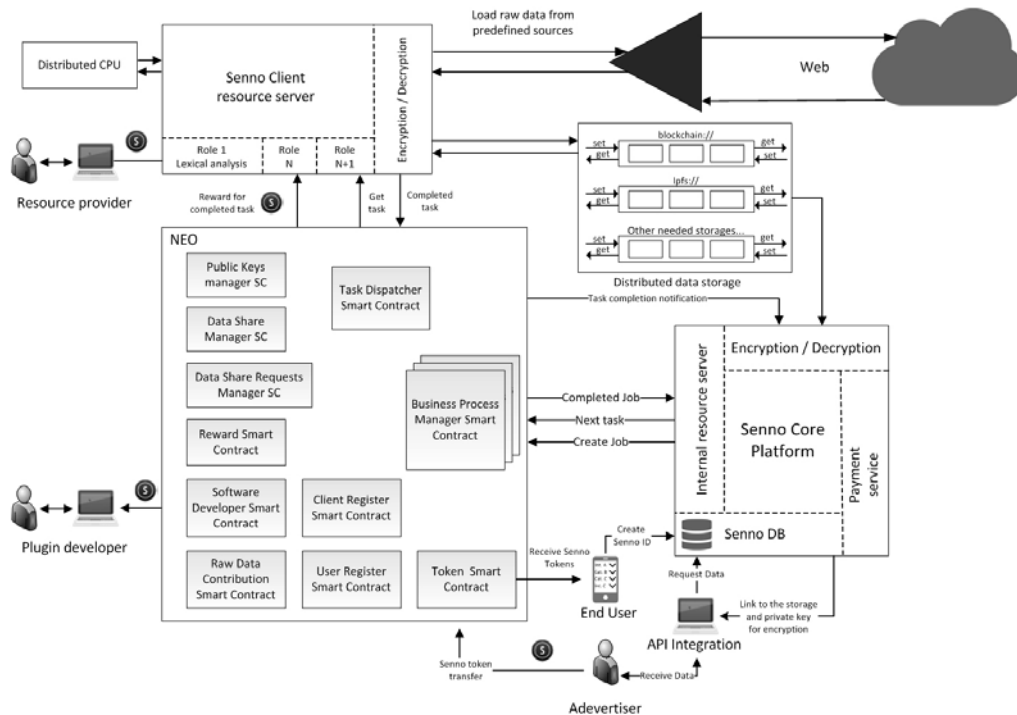 Load raw data from
predefined sources
Distributed CPU
Senno Client
resource server
Encryption / Decryption
Web
Role 1
Lexical analysis
Role
N
Role
N+1
S
Resource provider
Reward for
completed task
S
Get
task
Completed
task
blockchain://
set
get
get
set
Ipfs://
set
get
get
set
Other needed storages...
set
get
get
set
Distributed data storage
NEO
Public Keys
manager SC
Task Dispatcher
Smart Contract
Data Share
Manager SC
Data Share Requests
Manager SC
Business Process
Manager Smart
Contract
Reward Smart
Contract
Software
Developer Smart
Contract
Client Register
Smart Contract
Raw Data
Contribution
Smart Contract
User Register
Smart Contract
Token Smart
Contract
Task completion notification
Completed Job
Next task
Create Job
Internal resource server
Encryption / Decryption
Senno Core
Platform
Payment
service
Senno DB
S
Plugin developer
Receive Senno
Tokens
Create
Senno ID
End User
Request Data
Link to the storage
and private key
for encryption
API Integration
Senno token
transfer
S
Receive Data
Adevertiser